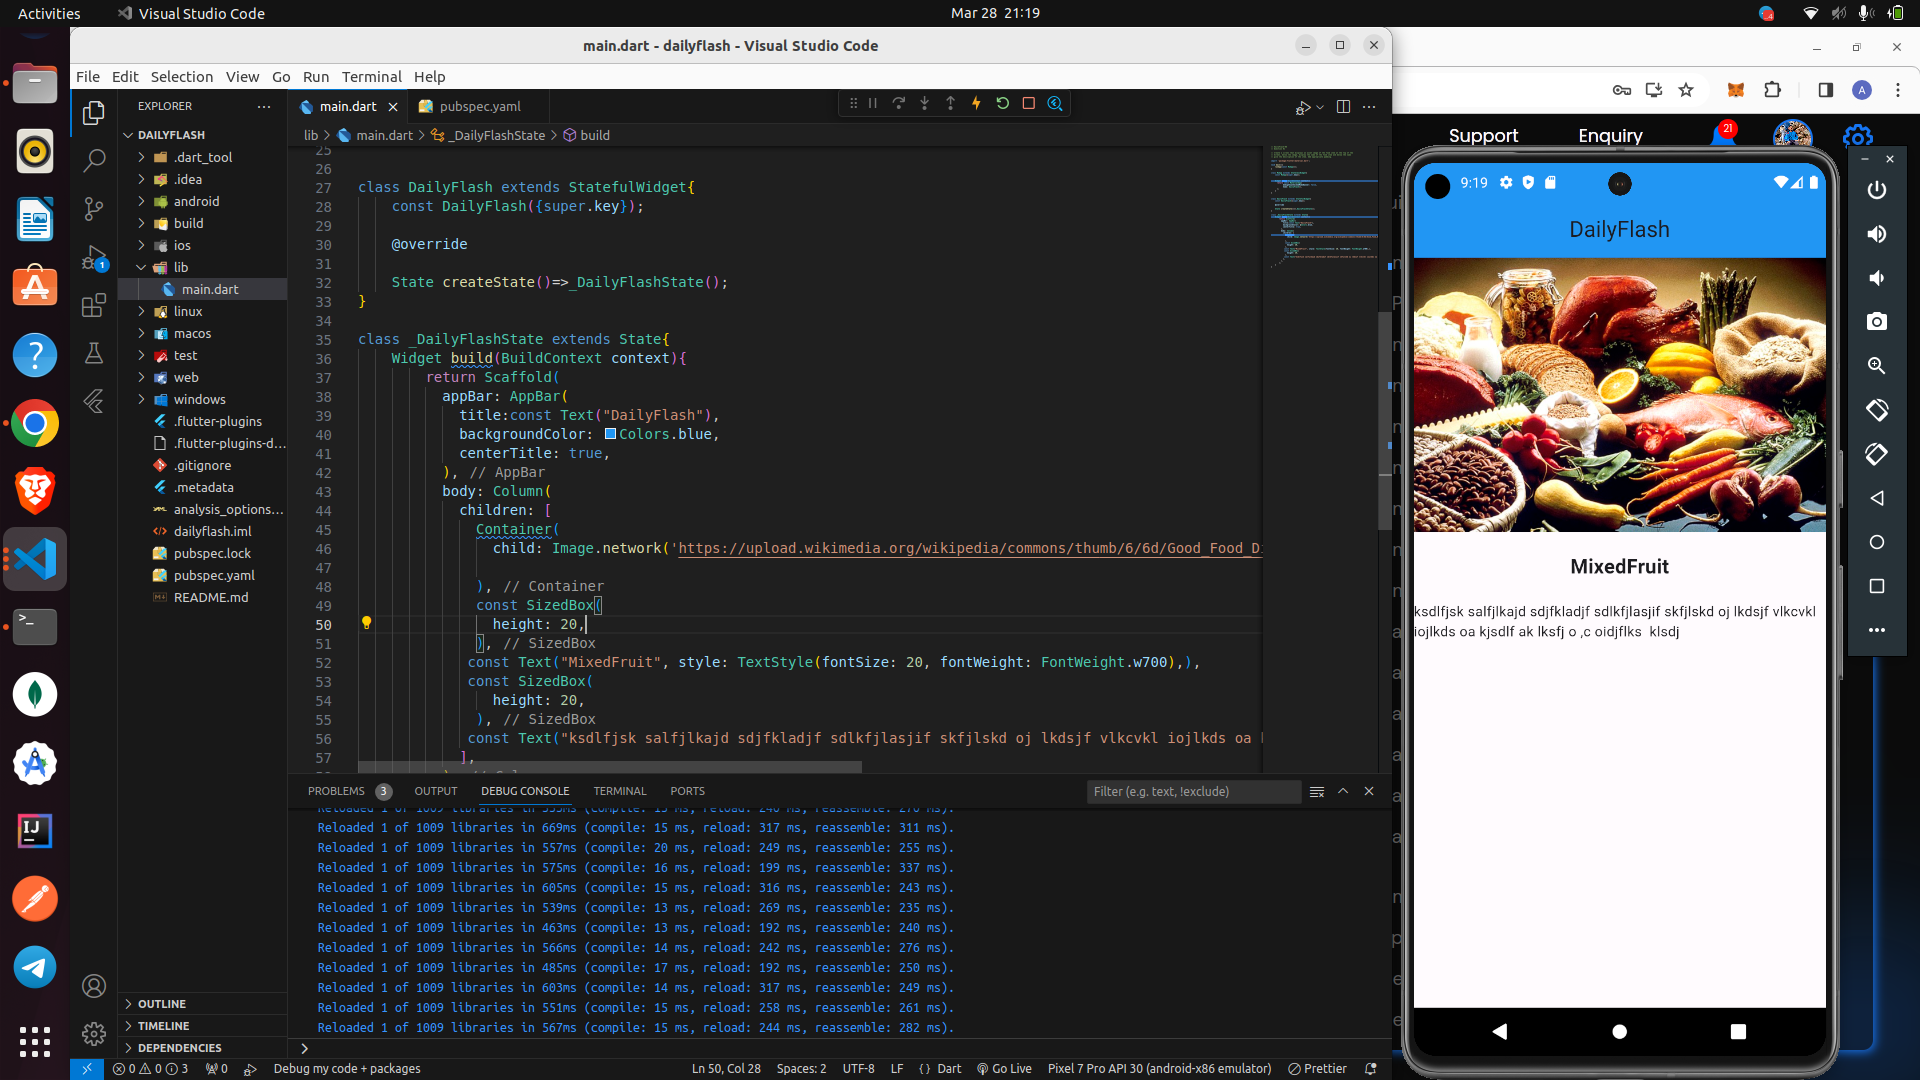 Activities
Visual Studio Code
Mar 28 21:19
main.dart - dailyflash - Visual Studio Code
File Edit Selection View Go Run Terminal Help
EXPLORER
DAILYFLASH
.dart_tool
.idea
android
build
ios
lib
main.dart
linux
macos
test
web
windows
.flutter-plugins
.flutter-plugins-d...
.gitignore
.metadata
analysis_options...
dailyflash.iml
pubspec.lock
pubspec.yaml
README.md
OUTLINE
TIMELINE
DEPENDENCIES
main.dart
pubspec.yaml
lib > main.dart > _DailyFlashState > build
25
26
27 class DailyFlash extends StatefulWidget{
28 const DailyFlash({super.key});
29
30 @override
31
32 State createState()=>_DailyFlashState();
33 }
34
35 class _DailyFlashState extends State{
36 Widget build(BuildContext context){
37 return Scaffold(
38 appBar: AppBar(
39 title:const Text("DailyFlash"),
40 backgroundColor: Colors.blue,
41 centerTitle: true,
42 ), // AppBar
43 body: Column(
44 children: [
45 Container(
46 child: Image.network('https://upload.wikimedia.org/wikipedia/commons/thumb/6/6d/Good_Food_Di
47
48 ), // Container
49 const SizedBox(
50 height: 20,
51 ), // SizedBox
52 const Text("MixedFruit", style: TextStyle(fontSize: 20, fontWeight: FontWeight.w700),),
53 const SizedBox(
54 height: 20,
55 ), // SizedBox
56 const Text("ksdlfjsk salfjlkajd sdjfkladjf sdlkfjlasjif skfjlskd oj lkdsjf vlkcvkl iojlkds oa
57 ],
PROBLEMS 3 OUTPUT DEBUG CONSOLE TERMINAL PORTS
Filter (e.g. text, !exclude)
Reloaded 1 of 1009 libraries in 669ms (compile: 15 ms, reload: 317 ms, reassemble: 311 ms).
Reloaded 1 of 1009 libraries in 557ms (compile: 20 ms, reload: 249 ms, reassemble: 255 ms).
Reloaded 1 of 1009 libraries in 575ms (compile: 16 ms, reload: 199 ms, reassemble: 337 ms).
Reloaded 1 of 1009 libraries in 605ms (compile: 15 ms, reload: 316 ms, reassemble: 243 ms).
Reloaded 1 of 1009 libraries in 539ms (compile: 13 ms, reload: 269 ms, reassemble: 235 ms).
Reloaded 1 of 1009 libraries in 463ms (compile: 13 ms, reload: 192 ms, reassemble: 240 ms).
Reloaded 1 of 1009 libraries in 566ms (compile: 14 ms, reload: 242 ms, reassemble: 276 ms).
Reloaded 1 of 1009 libraries in 485ms (compile: 17 ms, reload: 192 ms, reassemble: 250 ms).
Reloaded 1 of 1009 libraries in 603ms (compile: 14 ms, reload: 317 ms, reassemble: 249 ms).
Reloaded 1 of 1009 libraries in 551ms (compile: 15 ms, reload: 258 ms, reassemble: 261 ms).
Reloaded 1 of 1009 libraries in 567ms (compile: 15 ms, reload: 244 ms, reassemble: 282 ms).
0 0 3 0 Debug my code + packages
Ln 50, Col 28 Spaces: 2 UTF-8 LF {} Dart Go Live Pixel 7 Pro API 30 (android-x86 emulator) Prettier
A
Support Enquiry 21
9:19
DailyFlash
MixedFruit
ksdlfjsk salfjlkajd sdjfkladjf sdlkfjlasjif skfjlskd oj lkdsjf vlkcvkl
iojlkds oa kjsdlf ak lksfj o ,c oidjflks klsdj